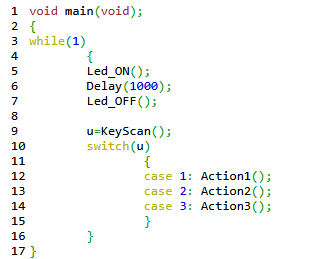 1 void main(void);
2 {
3 while(1)
4 {
5 Led_ON();
6 Delay(1000);
7 Led_OFF();
8
9 u=KeyScan();
10 switch(u)
11 {
12 case 1: Action1();
13 case 2: Action2();
14 case 3: Action3();
15 }
16 }
17 }